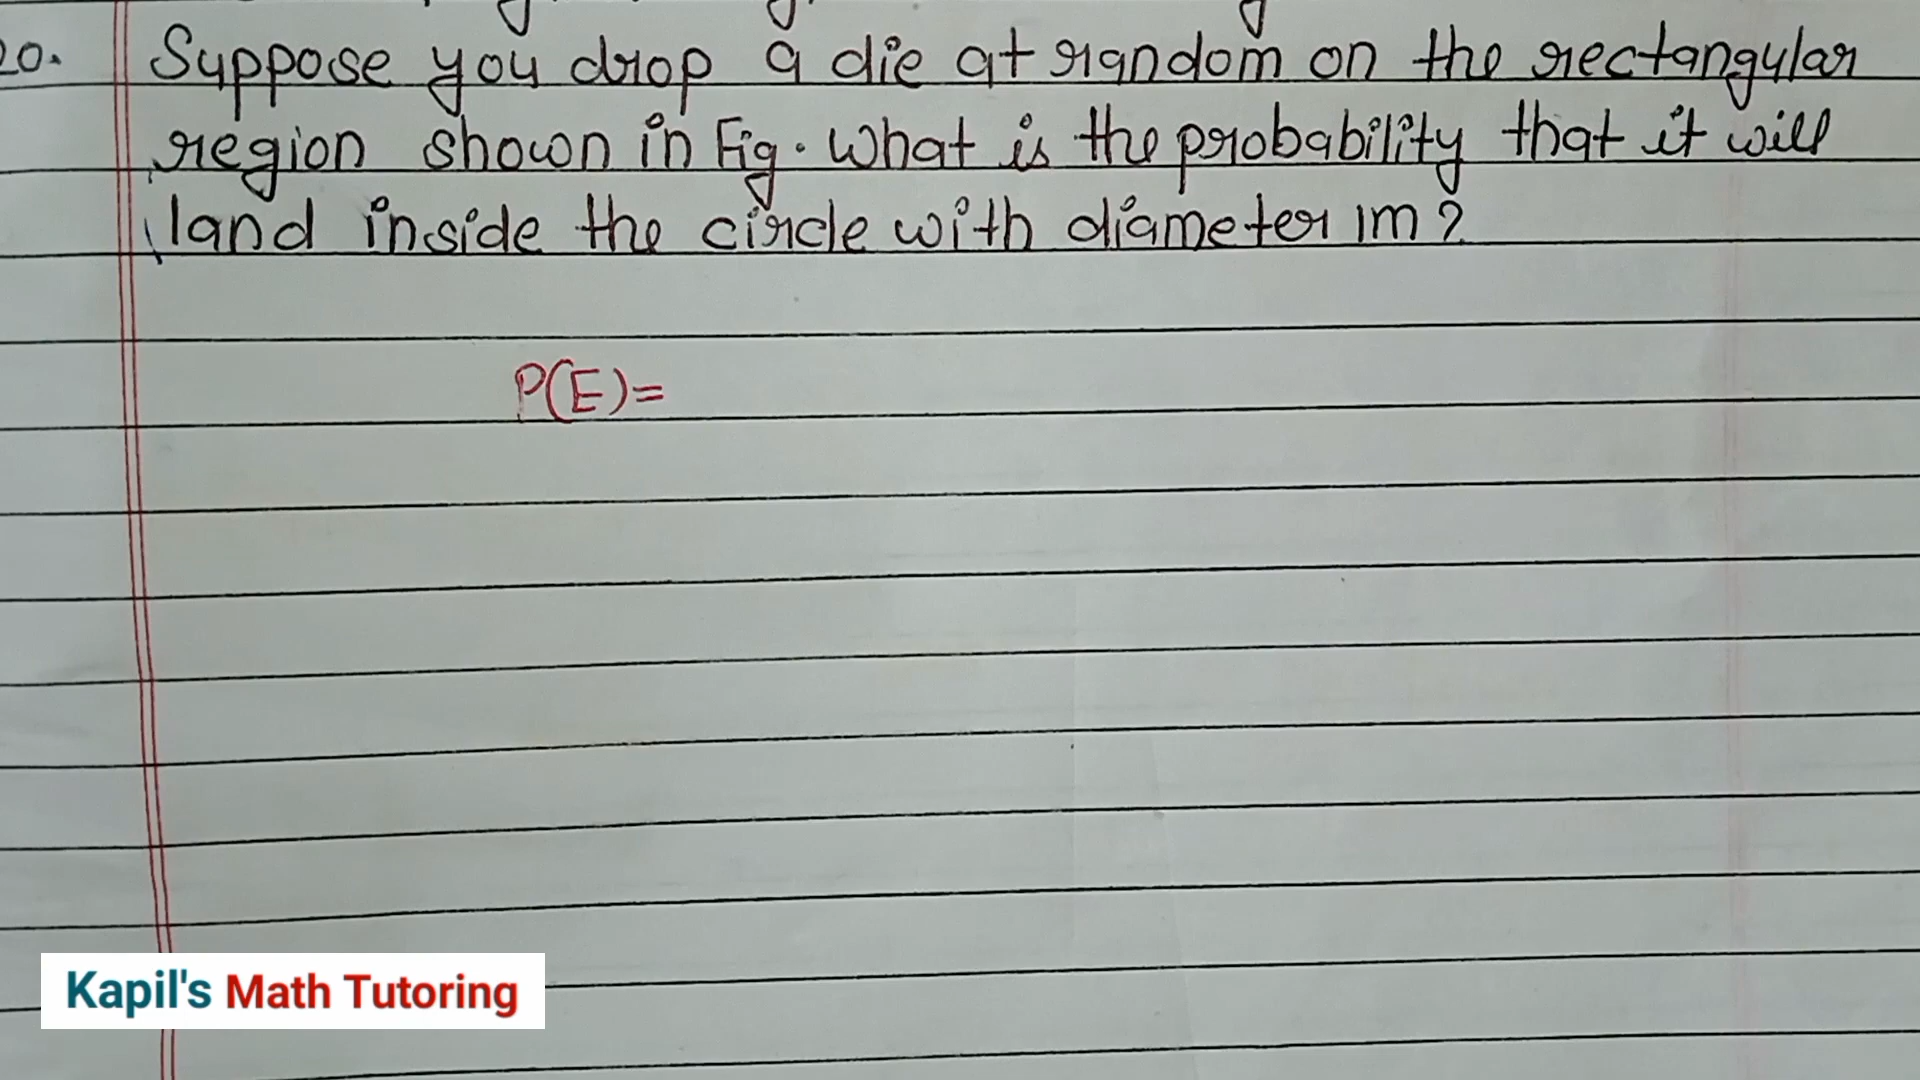 20. Suppose you drop a die at random on the rectangular
region shown in Fig. What is the probability that it will
land inside the circle with diameter 1m?
P(E)=
Kapil's Math Tutoring